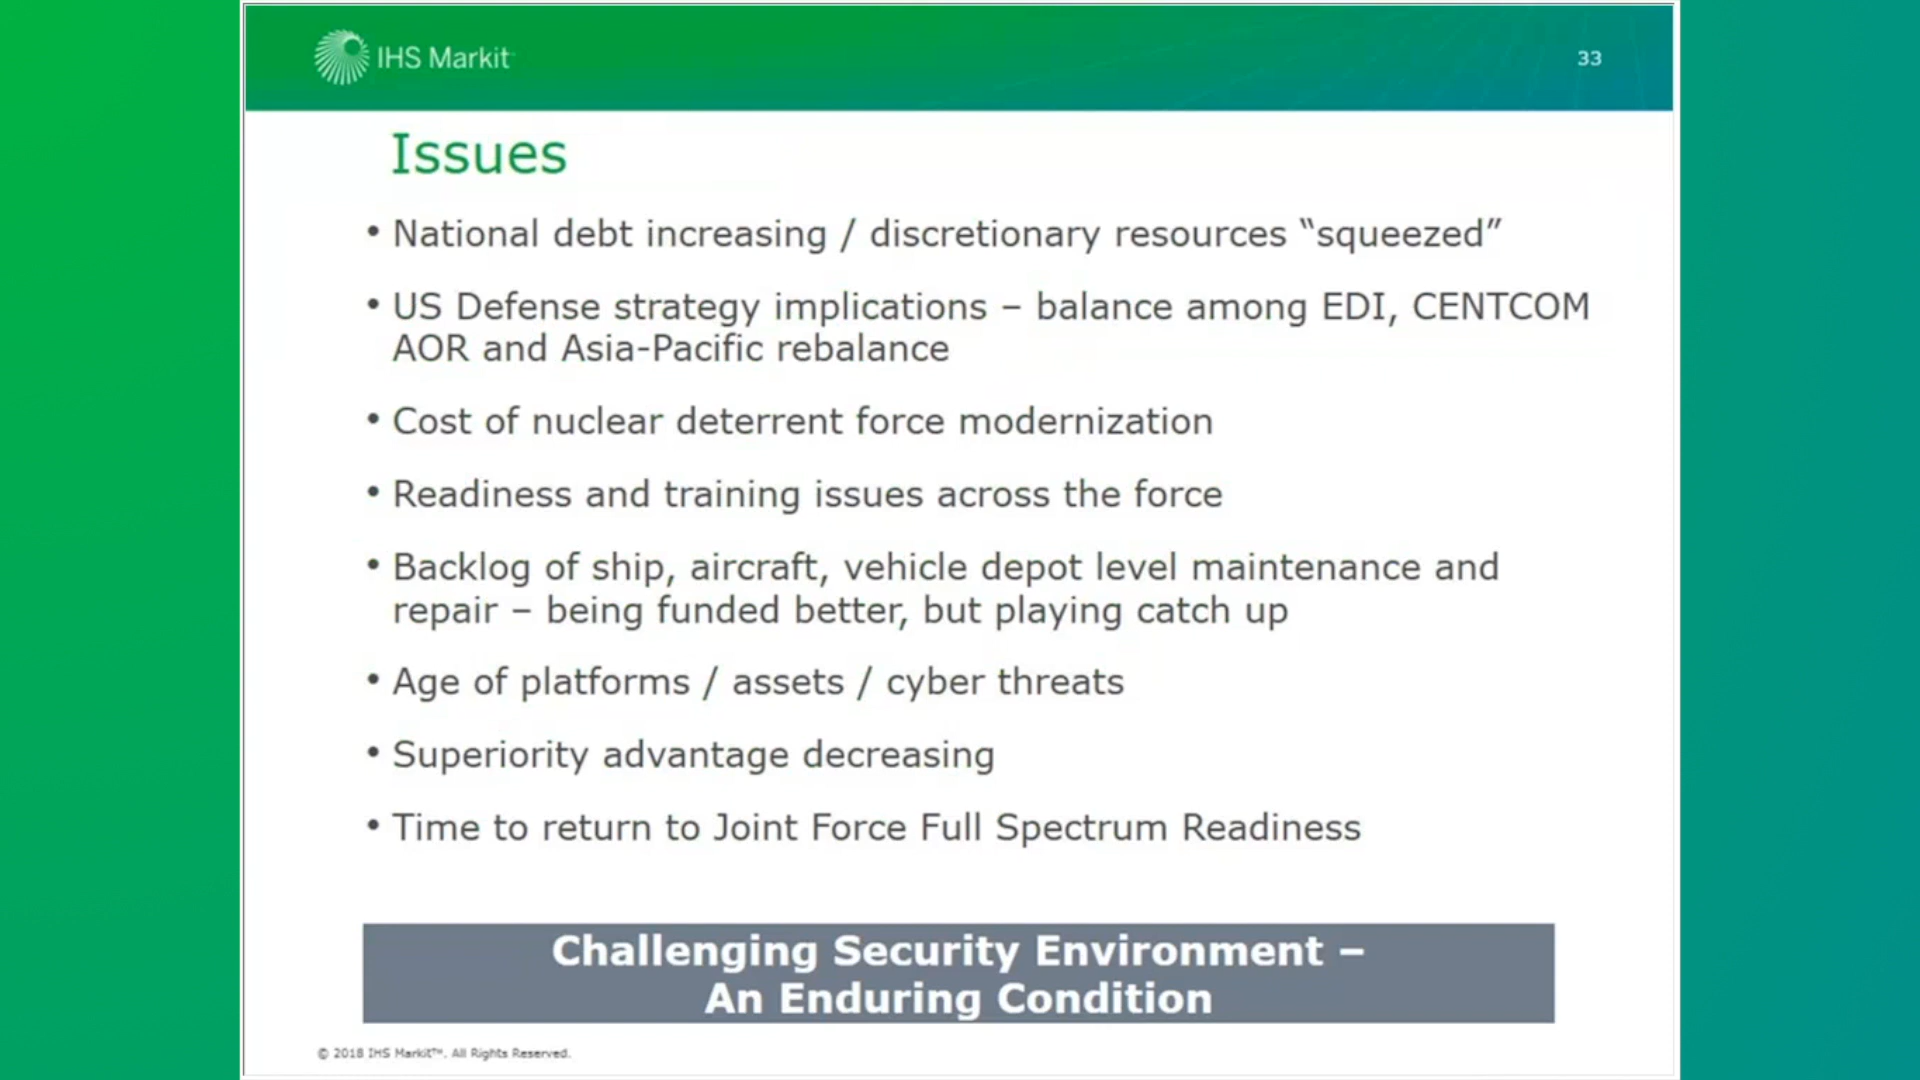 IHS Markit
33
Issues
• National debt increasing / discretionary resources “squeezed”
• US Defense strategy implications – balance among EDI, CENTCOM
AOR and Asia-Pacific rebalance
• Cost of nuclear deterrent force modernization
• Readiness and training issues across the force
• Backlog of ship, aircraft, vehicle depot level maintenance and
repair – being funded better, but playing catch up
• Age of platforms / assets / cyber threats
• Superiority advantage decreasing
• Time to return to Joint Force Full Spectrum Readiness
Challenging Security Environment –
An Enduring Condition
© 2018 IHS Markit™. All Rights Reserved.